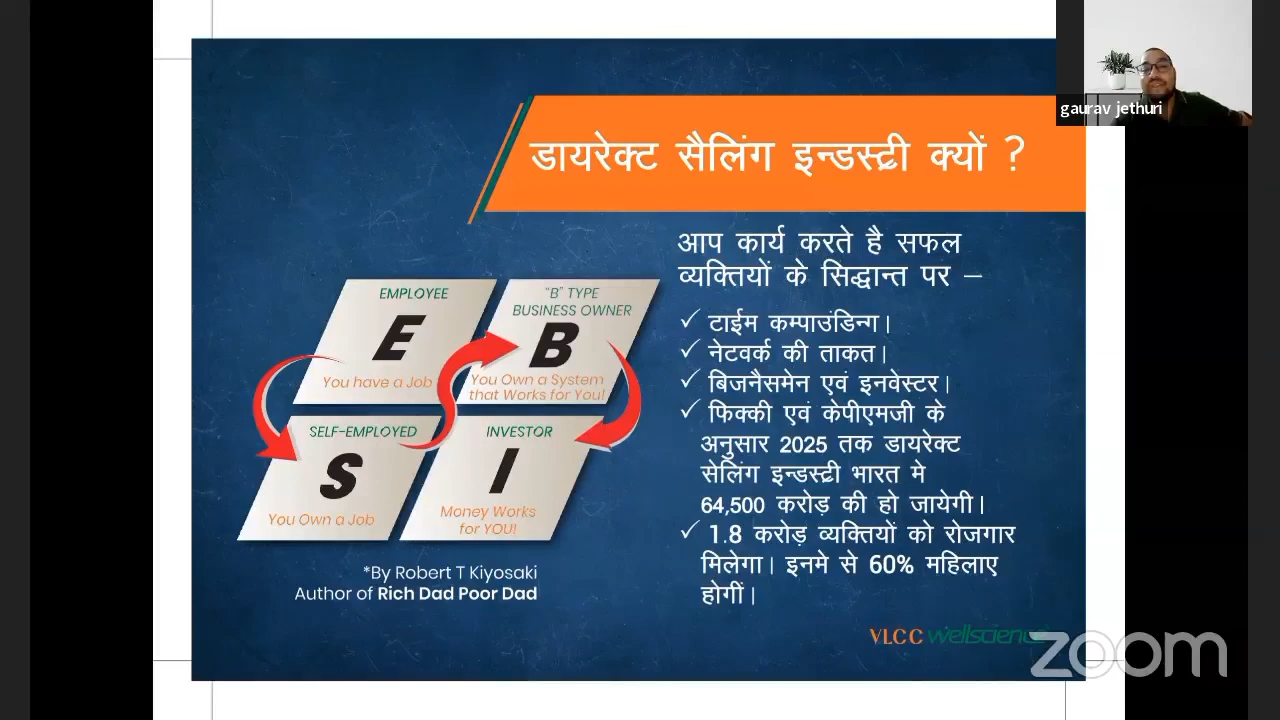 gaurav jethuri
डायरेक्ट सैलिंग इन्डस्ट्री क्यों ?
आप कार्य करते है सफल
व्यक्तियों के सिद्धान्त पर –
✓ टाईम कम्पाउंडिन्ग।
✓ नेटवर्क की ताकत।
✓ बिजनैसमेन एवं इनवेस्टर।
✓ फिक्की एवं केपीएमजी के
अनुसार 2025 तक डायरेक्ट
सेलिंग इन्डस्ट्री भारत मे
64,500 करोड़ की हो जायेगी।
✓ 1.8 करोड़ व्यक्तियों को रोजगार
मिलेगा। इनमे से 60% महिलाए
होगीं।
EMPLOYEE
E
You have a Job
"B" TYPE
BUSINESS OWNER
B
You Own a System
that Works for You!
SELF-EMPLOYED
S
You Own a Job
INVESTOR
I
Money Works
for YOU!
*By Robert T Kiyosaki
Author of Rich Dad Poor Dad
VLCC wellscience
zoom